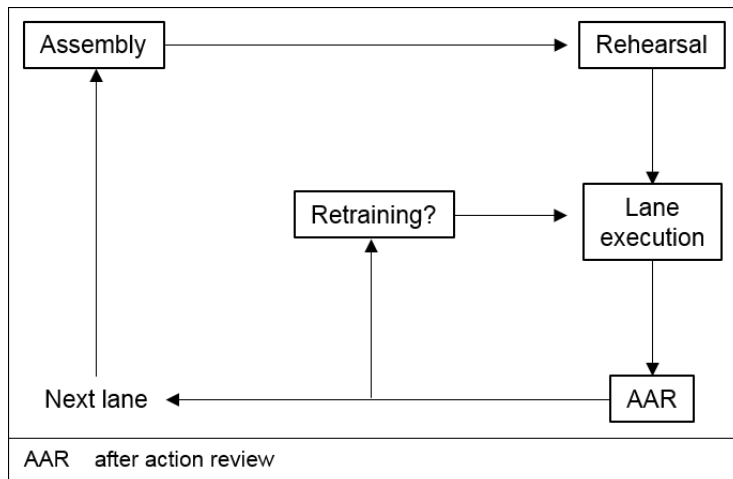 Assembly
Rehearsal
Retraining?
Lane
execution
Next lane
AAR
AAR after action review